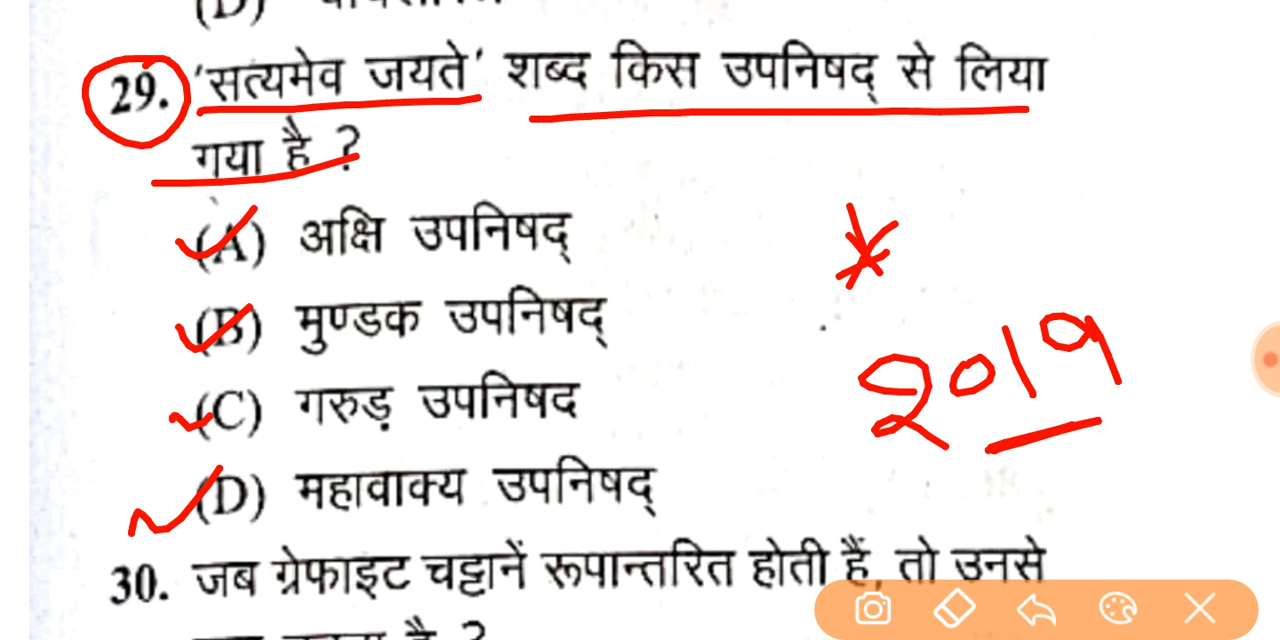 29. 'सत्यमेव जयते' शब्द किस उपनिषद् से लिया
गया है ?
(A) अक्षि उपनिषद्
(B) मुण्डक उपनिषद्
(C) गरुड़ उपनिषद
(D) महावाक्य उपनिषद्
2019
30. जब ग्रेफाइट चट्टानें रूपान्तरित होती हैं, तो उनसे